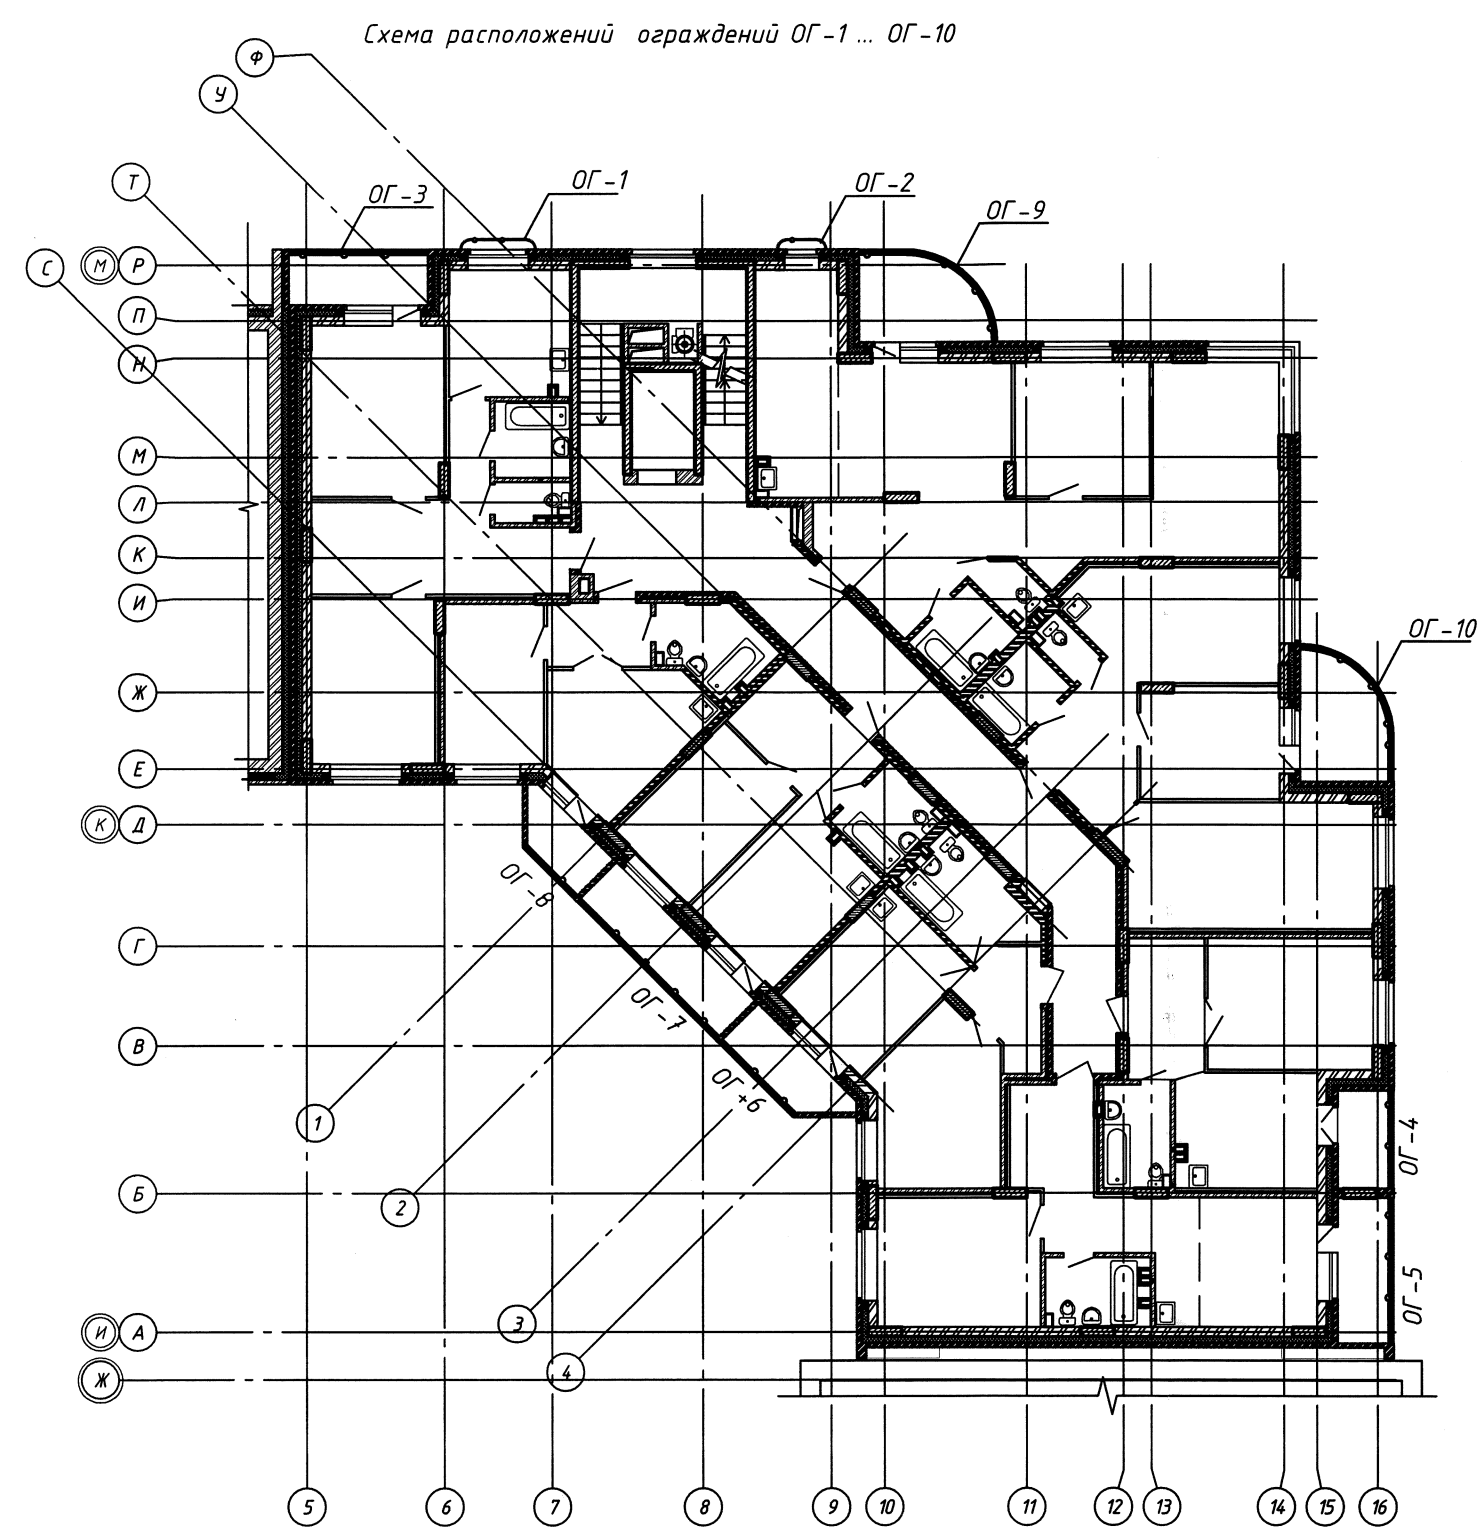 Схема расположений ограждений ОГ-1 ... ОГ-10
Ф
У
Т
С
ОГ-3
ОГ-1
ОГ-2
ОГ-9
М Р
П
Н
М
Л
К
И
ОГ-10
Ж
Е
К Д
ОГ-8
Г
ОГ-7
В
ОГ+6
1
ОГ-4
Б
2
ОГ-5
3
И А
4
Ж
5 6 7 8 9 10 11 12 13 14 15 16